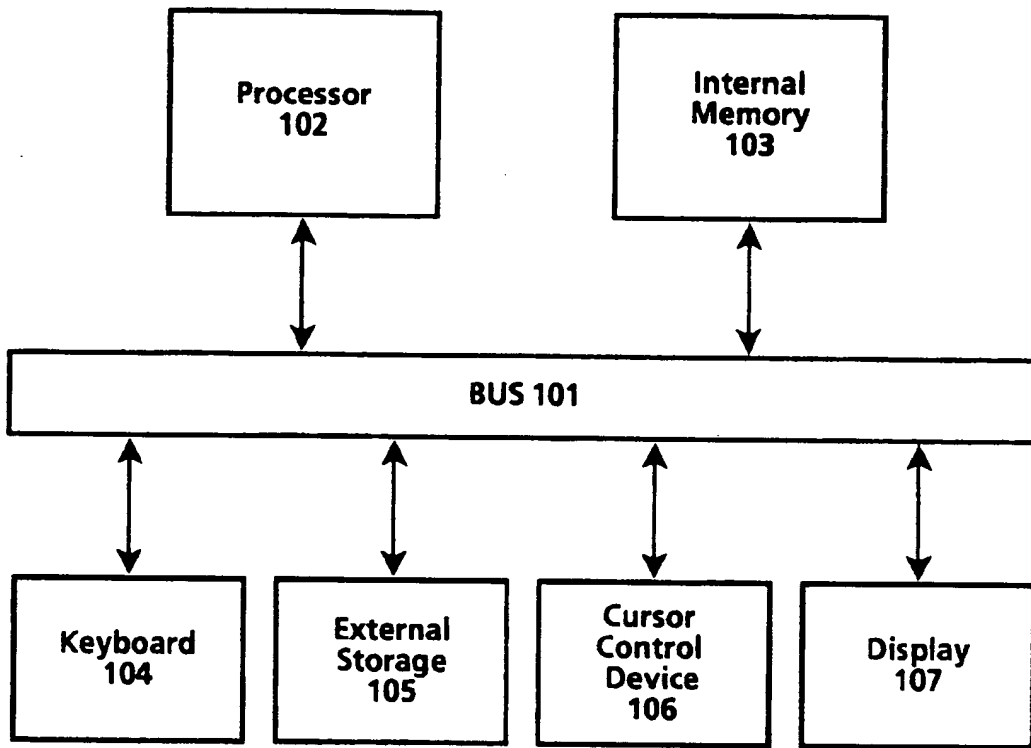 Processor
102
Internal
Memory
103
BUS 101
Keyboard
104
External
Storage
105
Cursor
Control
Device
106
Display
107